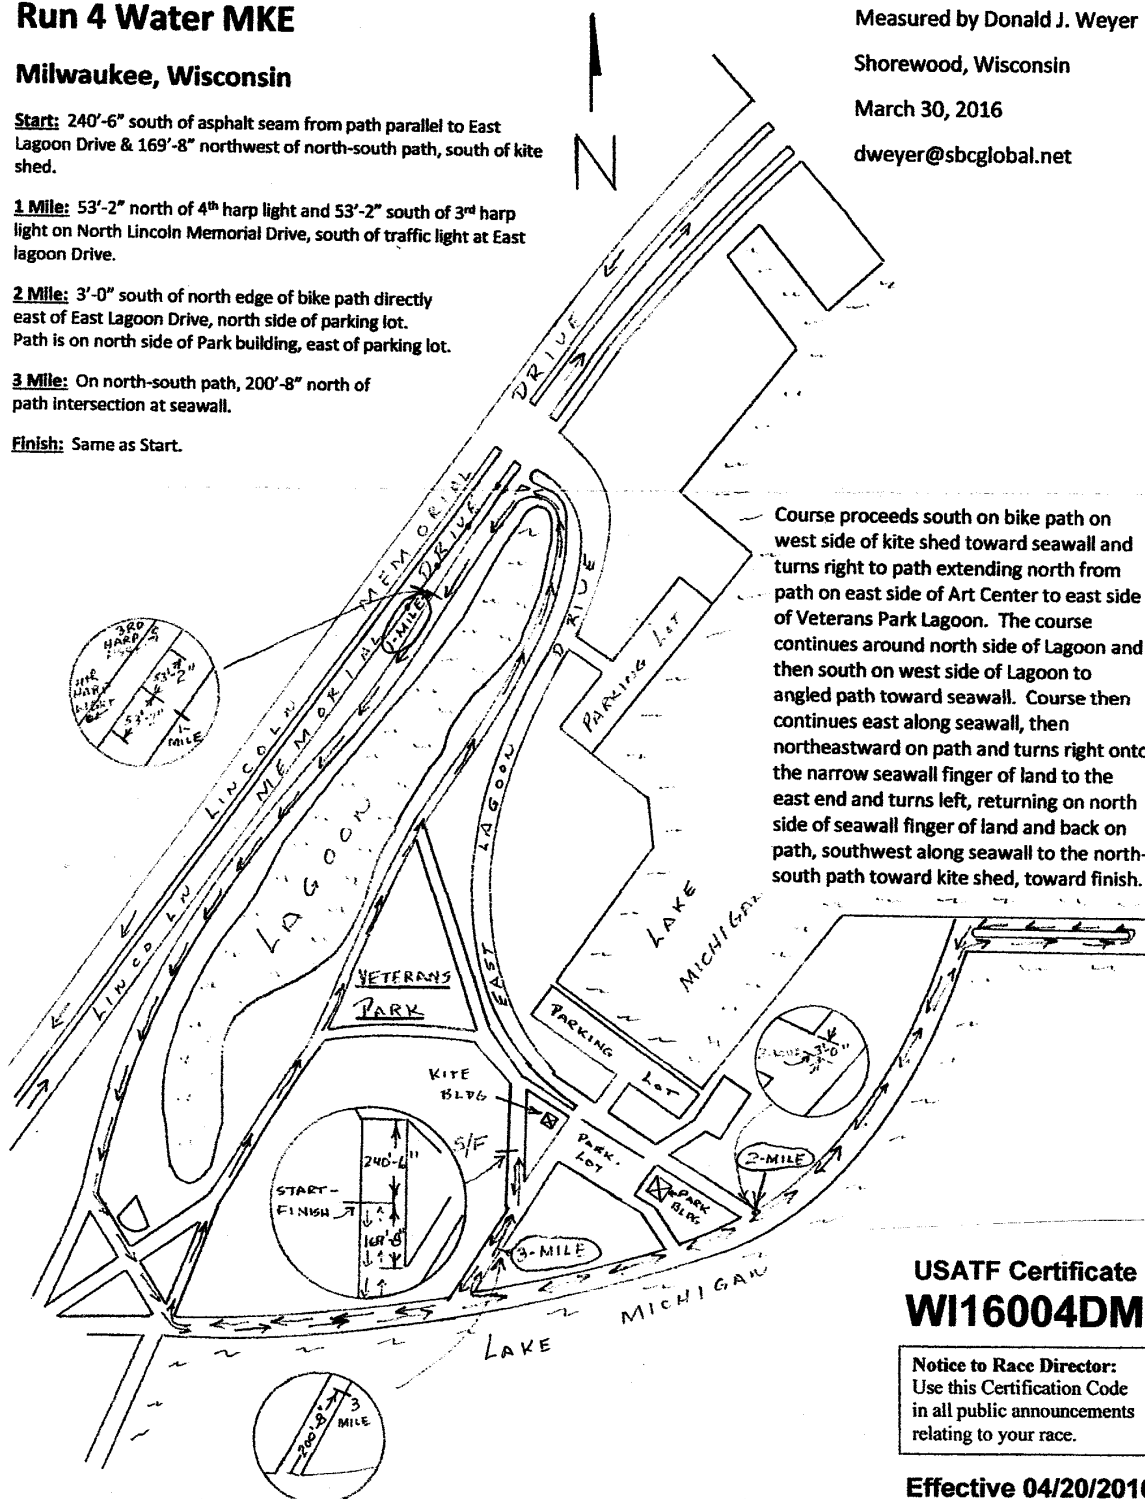 Run 4 Water MKE
Milwaukee, Wisconsin
Start: 240'-6" south of asphalt seam from path parallel to East
Lagoon Drive & 169'-8" northwest of north-south path, south of kite
shed.
1 Mile: 53'-2" north of 4th harp light and 53'-2" south of 3rd harp
light on North Lincoln Memorial Drive, south of traffic light at East
lagoon Drive.
2 Mile: 3'-0" south of north edge of bike path directly
east of East Lagoon Drive, north side of parking lot.
Path is on north side of Park building, east of parking lot.
3 Mile: On north-south path, 200'-8" north of
path intersection at seawall.
Finish: Same as Start.
N
Measured by Donald J. Weyer
Shorewood, Wisconsin
March 30, 2016
dweyer@sbcglobal.net
Course proceeds south on bike path on
west side of kite shed toward seawall and
turns right to path extending north from
path on east side of Art Center to east side
of Veterans Park Lagoon. The course
continues around north side of Lagoon and
then south on west side of Lagoon to
angled path toward seawall. Course then
continues east along seawall, then
northeastward on path and turns right onto
the narrow seawall finger of land to the
east end and turns left, returning on north
side of seawall finger of land and back on
path, southwest along seawall to the north-
south path toward kite shed, toward finish.
LINCOLN MEMORIAL DRIVE
LINCOLN MEMORIAL DRIVE
1-MILE
3RD
HARP
4TH
HARP
LIGHT
53'-2"
53'-2"
1-
MILE
LAGOON
EAST LAGOON DRIVE
PARKING LOT
LAKE
MICHIGAN
VETERANS
PARK
PARKING
LOT
KITE
BLDG
S/F
PARK.
LOT
PARK
BLDG
3'-0"
2-MILE
240'-6"
START-
FINISH
169'-8"
3-MILE
LAKE MICHIGAN
200'-8"
3
MILE
USATF Certificate
WI16004DM
Notice to Race Director:
Use this Certification Code
in all public announcements
relating to your race.
Effective 04/20/2016